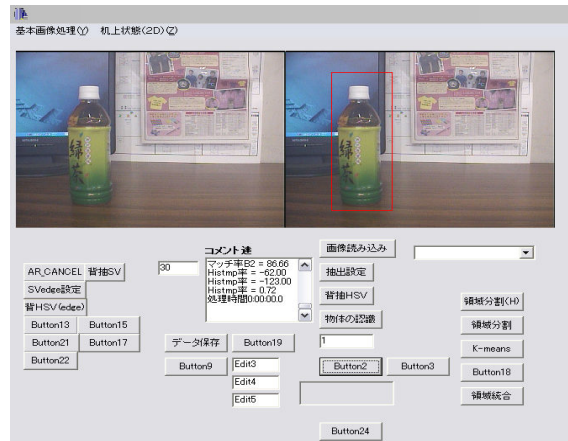 基本画像処理(Y) 机上状態(2D)(Z)
緑茶
コメント達
画像読み込み
AR_CANCEL 背抽SV
30
マッチ率B2 = 86.66
Histmp率 = -62.00
Histmp率 = -123.00
Histmp率 = 0.72
処理時間0:00:00.0
抽出設定
SVedge設定
背抽HSV
背HSV(edge)
領域分割(H)
物体の認識
Button13 Button15
領域分割
Button21 Button17
データ保存 Button19
1
K-means
Button22
Button9
Edit3
Button2 Button3
Button18
Edit4
Edit5
領域統合
Button24